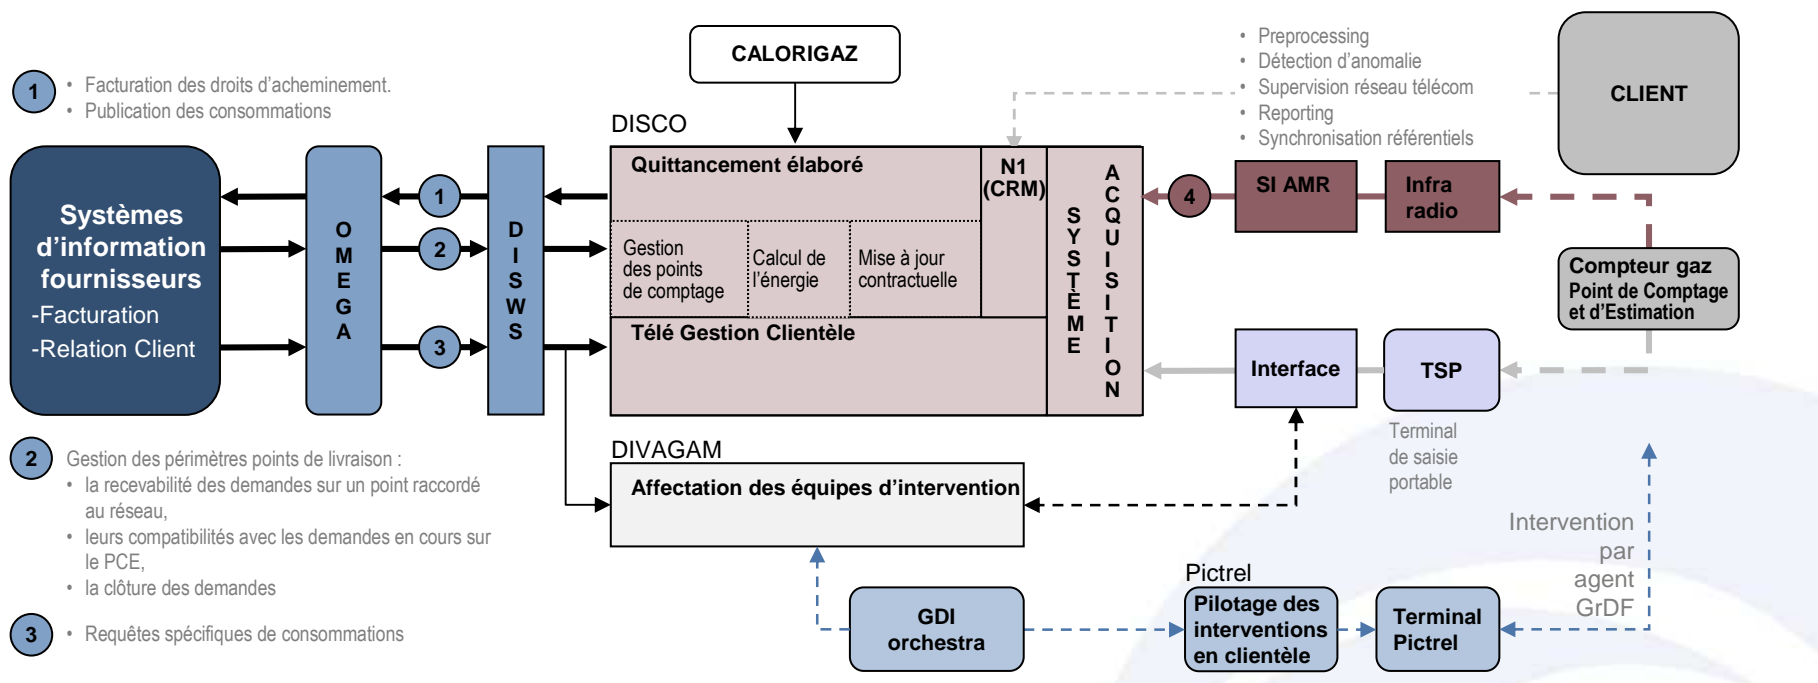 CALORIGAZ
• Preprocessing
• Détection d'anomalie
• Supervision réseau télécom
• Reporting
• Synchronisation référentiels
CLIENT
1
• Facturation des droits d'acheminement.
• Publication des consommations
DISCO
Systèmes
d'information
fournisseurs
-Facturation
-Relation Client
OMEGA
1
2
3
DISWS
Quittancement élaboré
N1
(CRM)
Gestion
des points
de comptage
Calcul de
l'énergie
Mise à jour
contractuelle
Télé Gestion Clientèle
SYSTÈME
ACQUISITION
4
SI AMR
Infra
radio
Compteur gaz
Point de Comptage
et d'Estimation
Interface
TSP
Terminal
de saisie
portable
DIVAGAM
Affectation des équipes d'intervention
2
Gestion des périmètres points de livraison :
• la recevabilité des demandes sur un point raccordé
au réseau,
• leurs compatibilités avec les demandes en cours sur
le PCE,
• la clôture des demandes
3
• Requêtes spécifiques de consommations
GDI
orchestra
Pictrel
Pilotage des
interventions
en clientèle
Terminal
Pictrel
Intervention
par
agent
GrDF